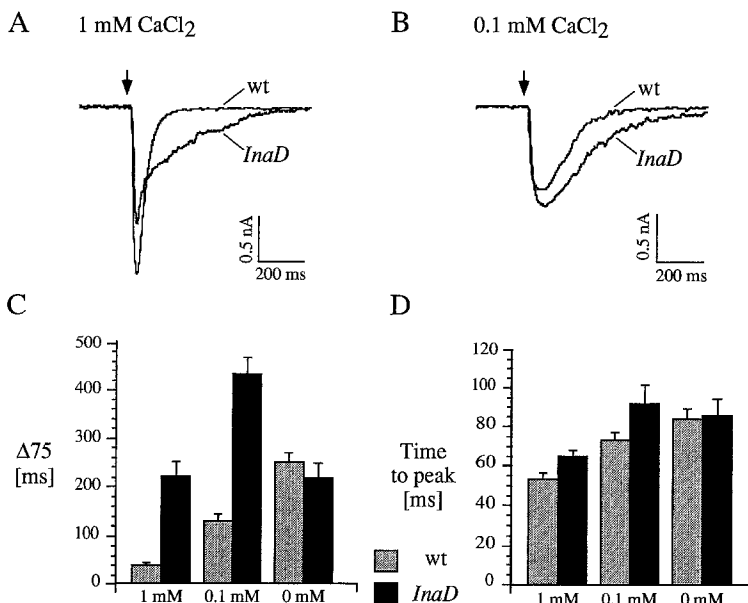 A 1 mM CaCl2
B 0.1 mM CaCl2
wt
InaD
0.5 nA
200 ms
wt
InaD
0.5 nA
200 ms
C
500
400
300
200
100
0
Δ75
[ms]
1 mM 0.1 mM 0 mM
wt
InaD
D
120
100
80
60
40
20
0
Time
to peak
[ms]
1 mM 0.1 mM 0 mM